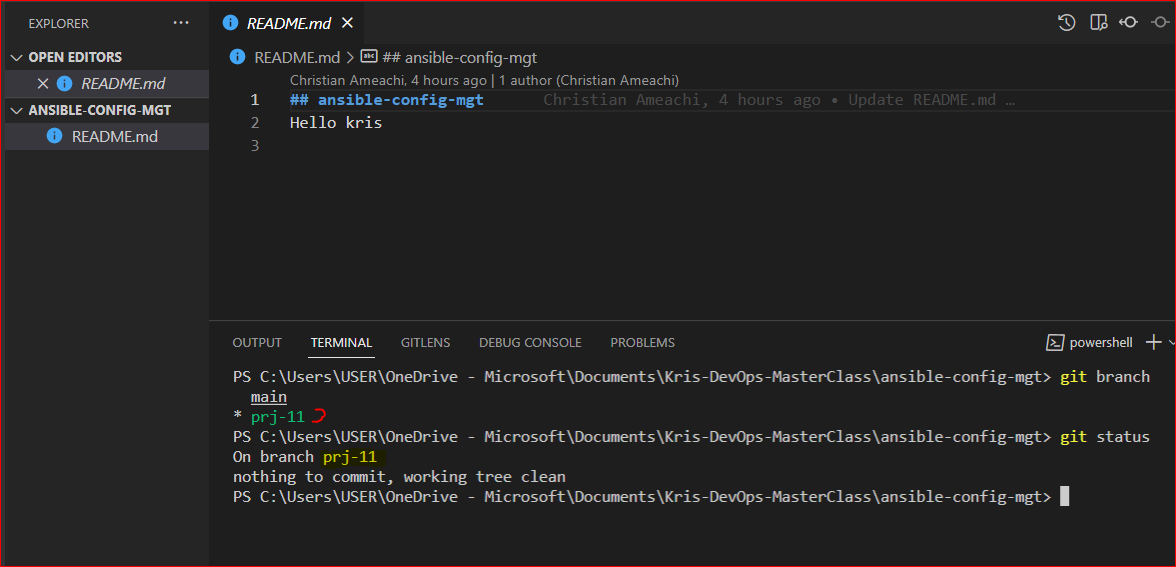 EXPLORER ...
OPEN EDITORS
README.md
ANSIBLE-CONFIG-MGT
README.md
README.md
README.md > abc ## ansible-config-mgt
Christian Ameachi, 4 hours ago | 1 author (Christian Ameachi)
1 ## ansible-config-mgt Christian Ameachi, 4 hours ago • Update README.md …
2 Hello kris
3
OUTPUT TERMINAL GITLENS DEBUG CONSOLE PROBLEMS powershell
PS C:\Users\USER\OneDrive - Microsoft\Documents\Kris-DevOps-MasterClass\ansible-config-mgt> git branch
main
* prj-11
PS C:\Users\USER\OneDrive - Microsoft\Documents\Kris-DevOps-MasterClass\ansible-config-mgt> git status
On branch prj-11
nothing to commit, working tree clean
PS C:\Users\USER\OneDrive - Microsoft\Documents\Kris-DevOps-MasterClass\ansible-config-mgt>